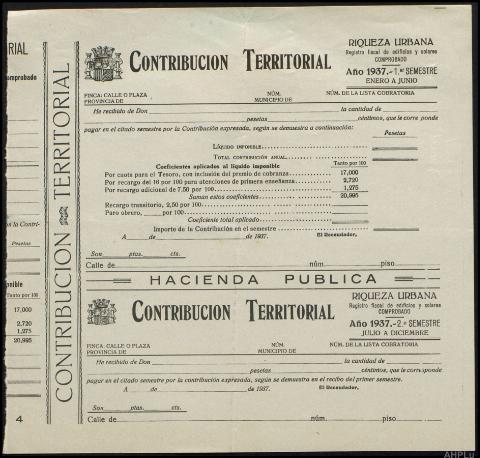 ORIAL
omprobado
n la Contri-
Pesetas
ponible
Tanto por 100
17,000
2,720
1,275
20,995
4
CONTRIBUCION TERRITORIAL
CONTRIBUCION TERRITORIAL
RIQUEZA URBANA
Registro fiscal de edificios y solares
COMPROBADO
Año 1937.-1.er SEMESTRE
ENERO A JUNIO
FINCA: CALLE O PLAZA NÚM. NÚM. DE LA LISTA COBRATORIA
PROVINCIA DE MUNICIPIO DE
He recibido de Don la cantidad de
pesetas céntimos, que le corre ponde
pagar en el citado semestre por la Contribución expresada, según se demuestra a continuación:
Pesetas
LÍQUIDO IMPONIBLE.
TOTAL CONTRIBUCIÓN ANUAL.
Coeficientes aplicados al líquido imponible Tanto por 100
Por cuota para el Tesoro, con inclusión del premio de cobranza. 17,000
Por recargo del 16 por 100 para atenciones de primera enseñanza. 2,720
Por recargo adicional de 7,50 por 100. 1,275
Suman estos coeficientes 20,995
Recargo transitorio, 2,50 por 100.
Paro obrero, por 100.
Coeficiente total aplicado
Importe de la Contribución en el semestre
A de de 1937. El Recaudador,
Son ptas. cts.
Calle de núm. piso
HACIENDA PUBLICA
CONTRIBUCION TERRITORIAL
RIQUEZA URBANA
Registro fiscal de edificios y solares
COMPROBADO
Año 1937.-2.º SEMESTRE
JULIO A DICIEMBRE
FINCA: CALLE O PLAZA NÚM. NÚM. DE LA LISTA COBRATORIA
PROVINCIA DE MUNICIPIO DE
He recibido de Don la cantidad de
pesetas céntimos, que le corresponde
pagar en el citado semestre por la contribución expresada, según se demuestra en el recibo del primer semestre.
A de de 1937. El Recaudador,
Son ptas. cts.
Calle de núm. piso
AHPLu